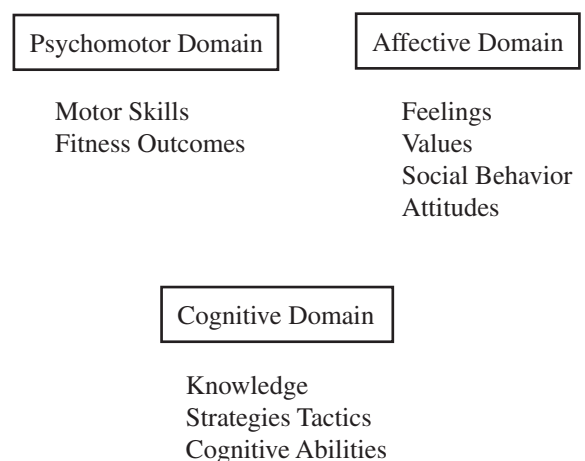 Psychomotor Domain
Motor Skills
Fitness Outcomes
Affective Domain
Feelings
Values
Social Behavior
Attitudes
Cognitive Domain
Knowledge
Strategies Tactics
Cognitive Abilities